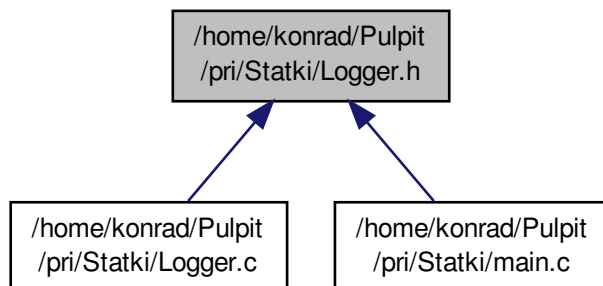 /home/konrad/Pulpit
/pri/Statki/Logger.h
/home/konrad/Pulpit
/pri/Statki/Logger.c
/home/konrad/Pulpit
/pri/Statki/main.c